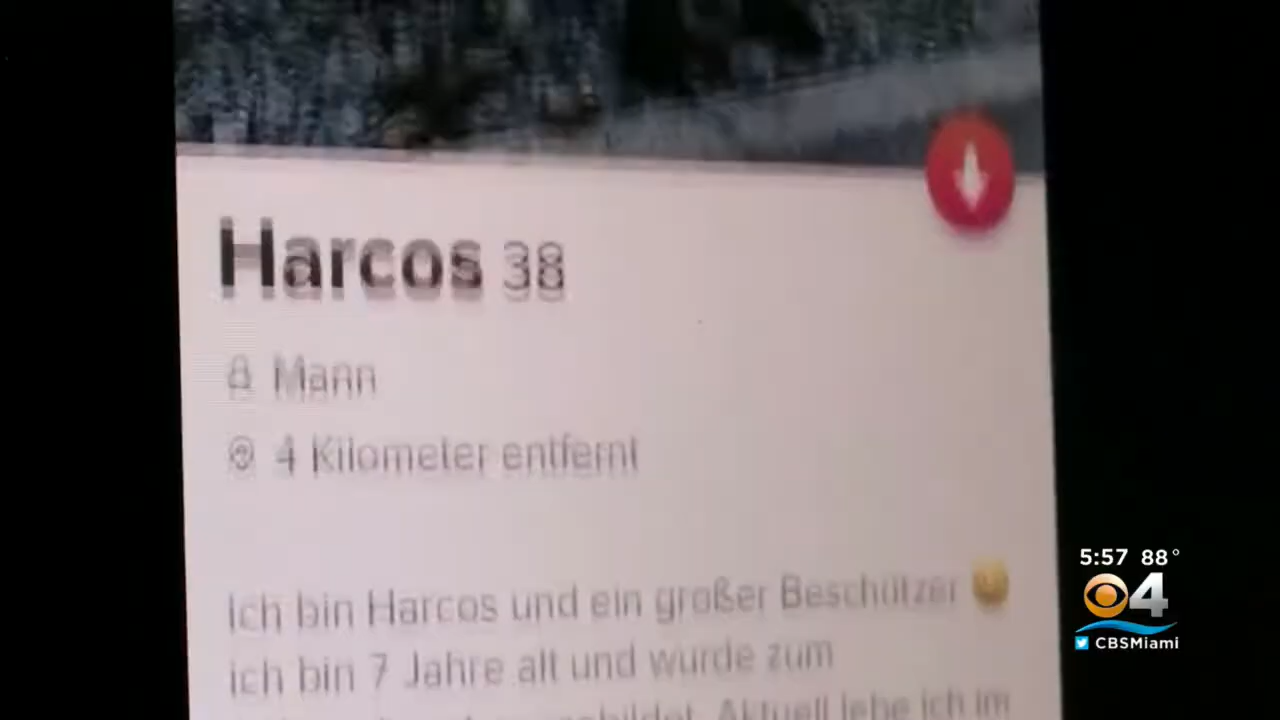 Harcos 38
Mann
4 Kilometer entfernt
Ich bin Harcos und ein großer Beschützer
ich bin 7 Jahre alt und wurde zum
Aktuell lebe ich im
5:57 88°
4
CBSMiami